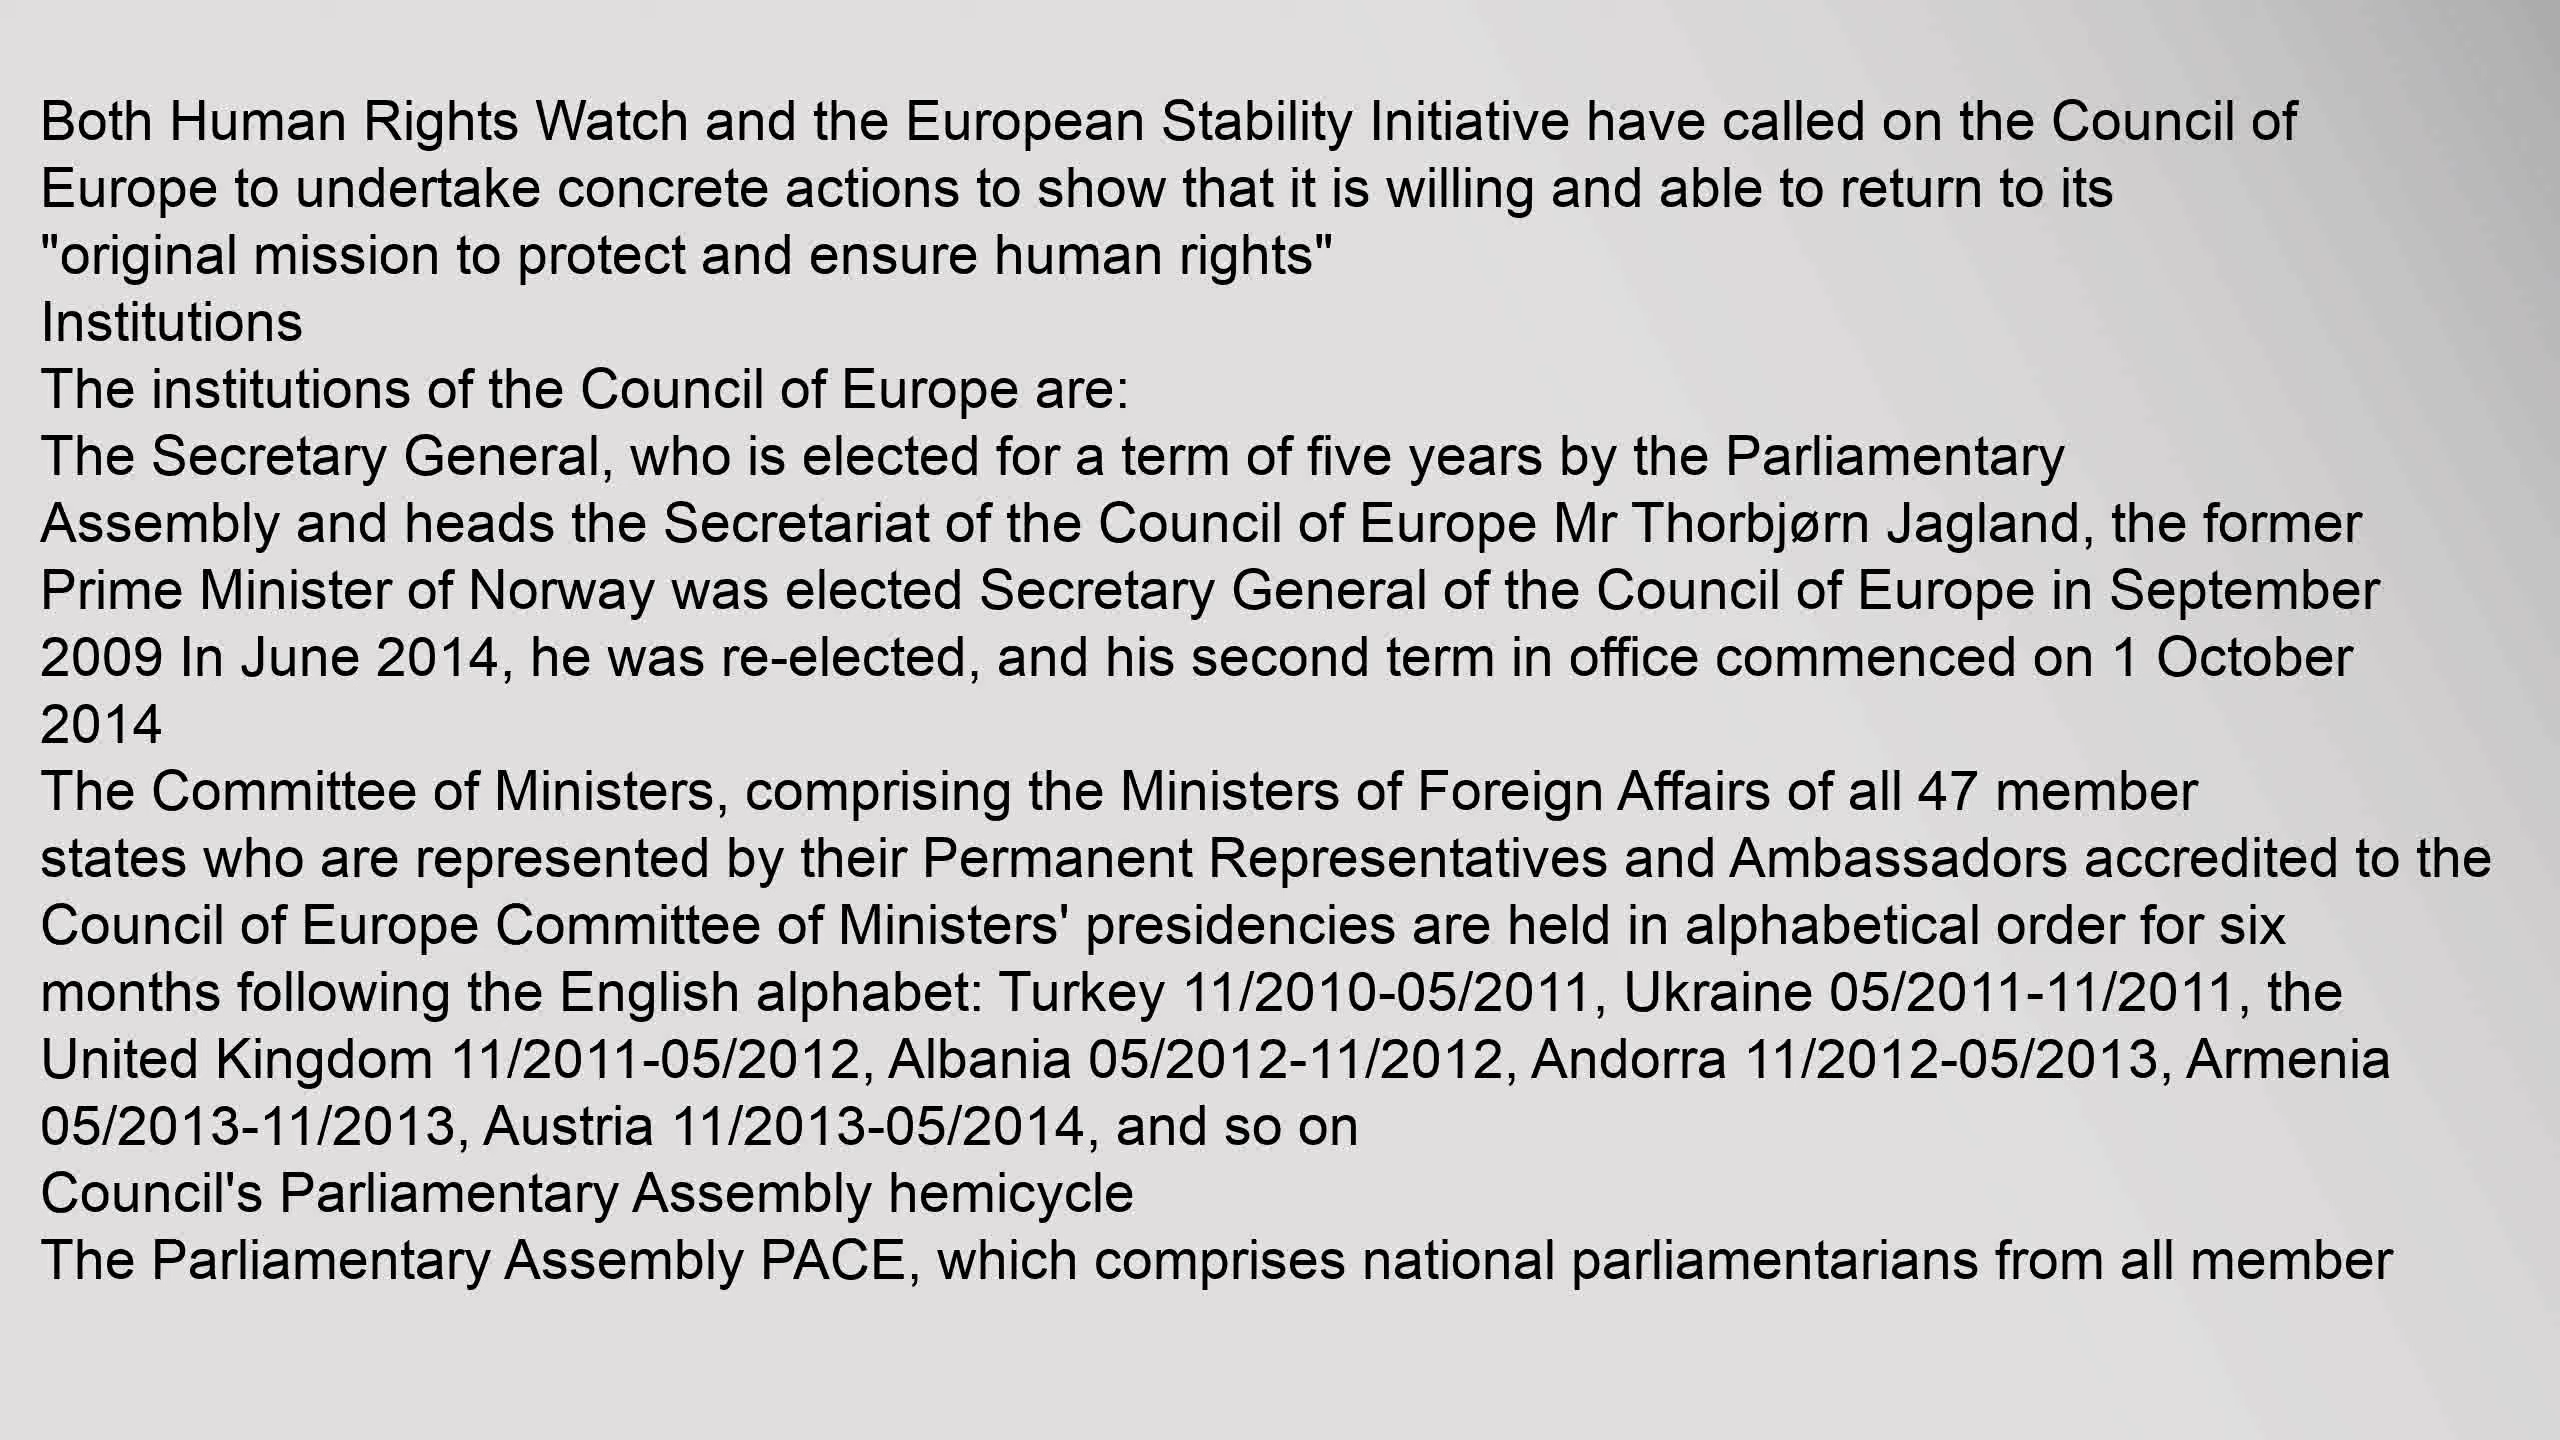 Both Human Rights Watch and the European Stability Initiative have called on the Council of
Europe to undertake concrete actions to show that it is willing and able to return to its
"original mission to protect and ensure human rights"
Institutions
The institutions of the Council of Europe are:
The Secretary General, who is elected for a term of five years by the Parliamentary
Assembly and heads the Secretariat of the Council of Europe Mr Thorbjørn Jagland, the former
Prime Minister of Norway was elected Secretary General of the Council of Europe in September
2009 In June 2014, he was re-elected, and his second term in office commenced on 1 October
2014
The Committee of Ministers, comprising the Ministers of Foreign Affairs of all 47 member
states who are represented by their Permanent Representatives and Ambassadors accredited to the
Council of Europe Committee of Ministers' presidencies are held in alphabetical order for six
months following the English alphabet: Turkey 11/2010-05/2011, Ukraine 05/2011-11/2011, the
United Kingdom 11/2011-05/2012, Albania 05/2012-11/2012, Andorra 11/2012-05/2013, Armenia
05/2013-11/2013, Austria 11/2013-05/2014, and so on
Council's Parliamentary Assembly hemicycle
The Parliamentary Assembly PACE, which comprises national parliamentarians from all member